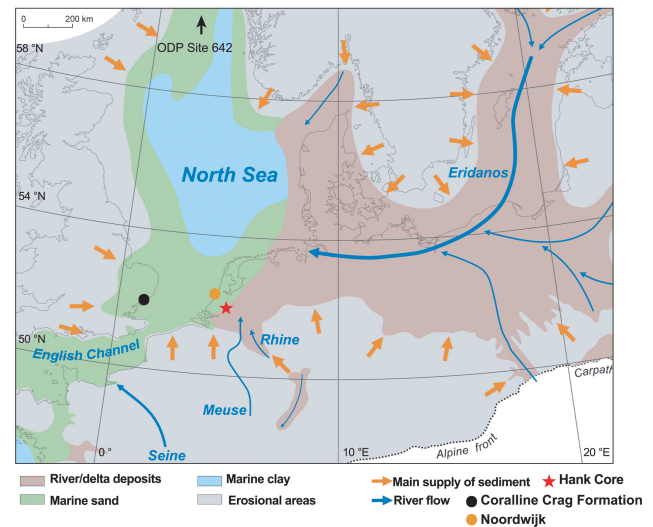 0 200 km
58 °N
ODP Site 642
North Sea
Eridanos
54 °N
50 °N
English Channel
Rhine
Meuse
Seine
Carpath
Alpine front
0 °
10 °E
20 °E
River/delta deposits
Marine clay
Main supply of sediment
Hank Core
Marine sand
Erosional areas
River flow
Coralline Crag Formation
Noordwijk